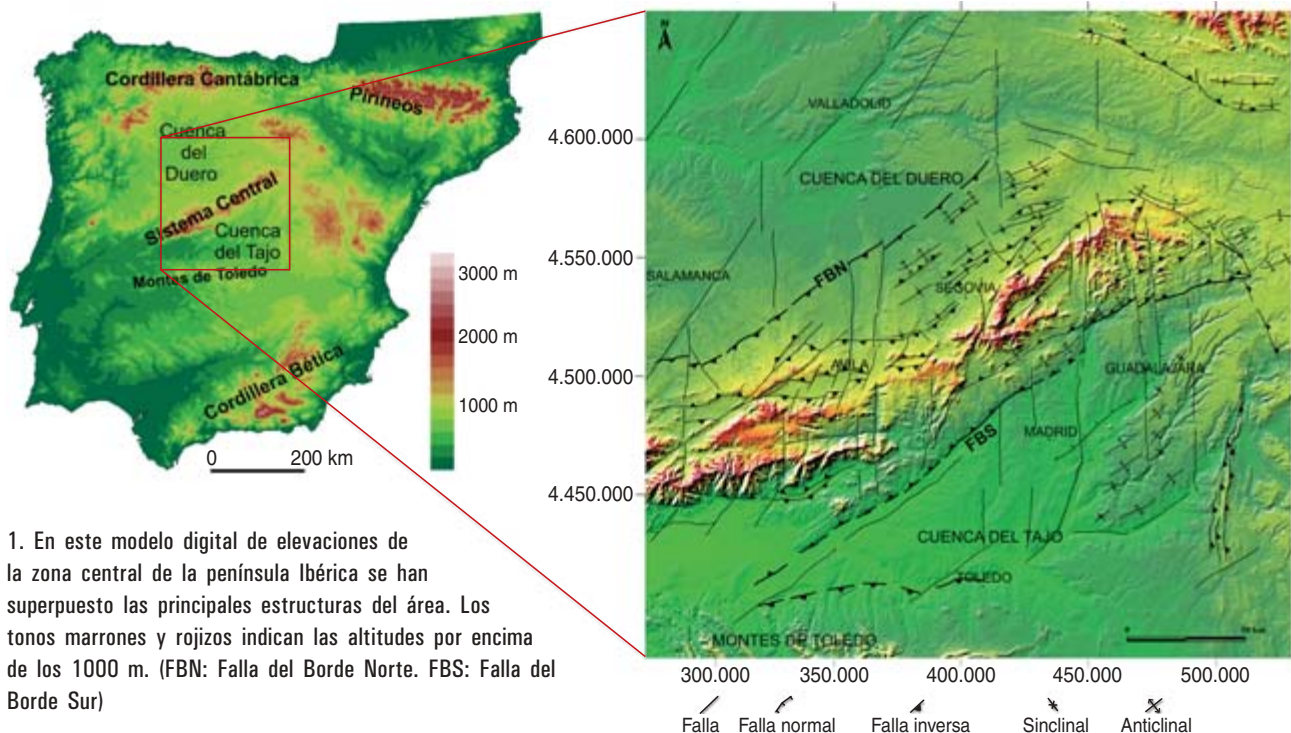 Cordillera Cantábrica
Pirineos
Cuenca
del
Duero
Sistema Central
Cuenca
del Tajo
Montes de Toledo
Cordillera Bética
0 200 km
3000 m
2000 m
1000 m
1. En este modelo digital de elevaciones de
la zona central de la península Ibérica se han
superpuesto las principales estructuras del área. Los
tonos marrones y rojizos indican las altitudes por encima
de los 1000 m. (FBN: Falla del Borde Norte. FBS: Falla del
Borde Sur)
N
VALLADOLID
4.600.000
CUENCA DEL DUERO
4.550.000
SALAMANCA
FBN
SEGOVIA
4.500.000
AVILA
GUADALAJARA
MADRID
FBS
4.450.000
CUENCA DEL TAJO
TOLEDO
MONTES DE TOLEDO
0
300.000 350.000 400.000 450.000 500.000
Falla Falla normal Falla inversa Sinclinal Anticlinal